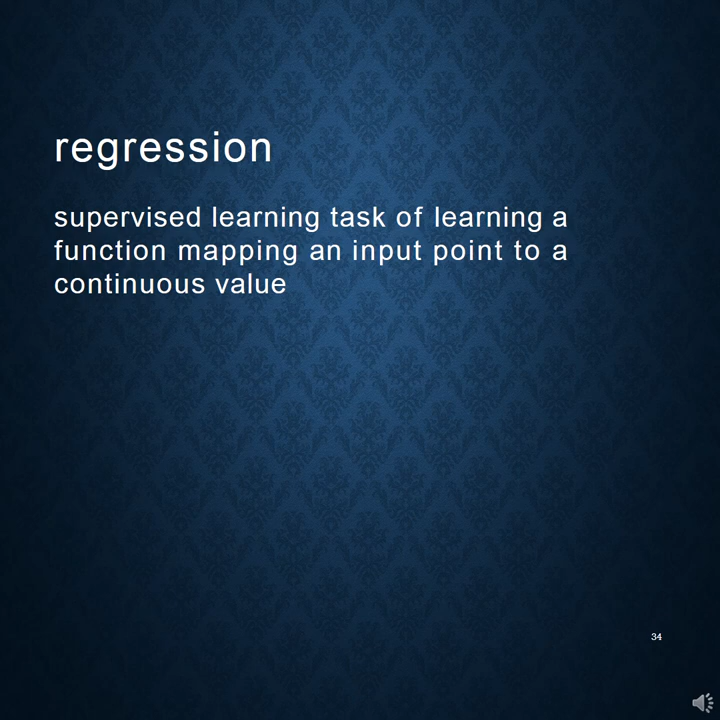 regression
supervised learning task of learning a
function mapping an input point to a
continuous value
34